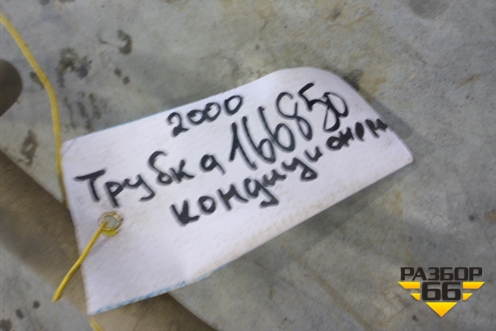 2000
Трубка 166850
кондиционера
РАЗБОР
66